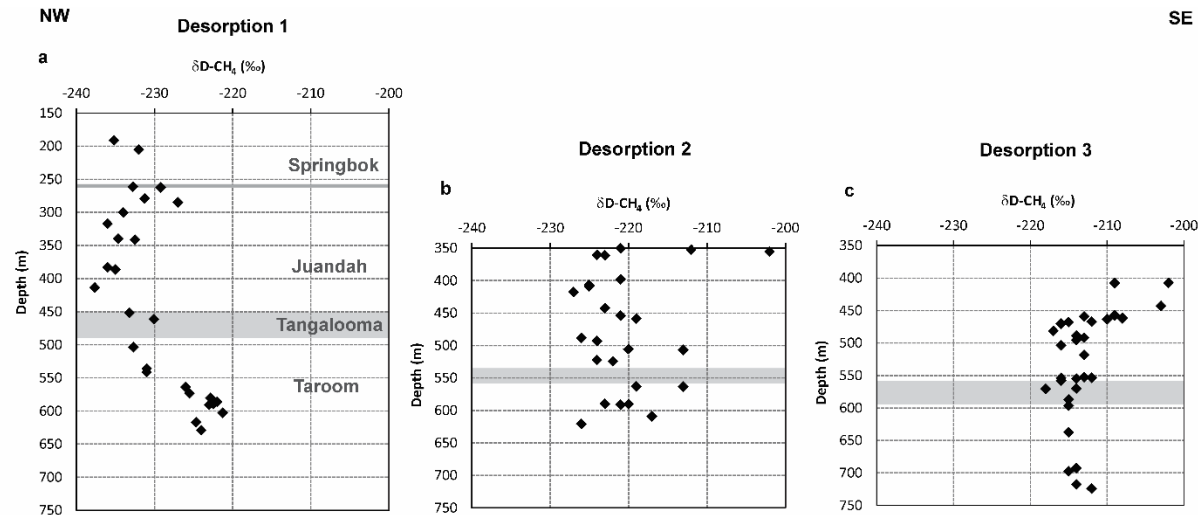 NW
SE
Desorption 1
a
δD-CH₄ (‰)
-240 -230 -220 -210 -200
150
200
250
300
350
400
450
500
550
600
650
700
750
Depth (m)
Springbok
Juandah
Tangalooma
Taroom
Desorption 2
b
δD-CH₄ (‰)
-240 -230 -220 -210 -200
350
400
450
500
550
600
650
700
750
Depth (m)
Desorption 3
c
δD-CH₄ (‰)
-240 -230 -220 -210 -200
350
400
450
500
550
600
650
700
750
Depth (m)